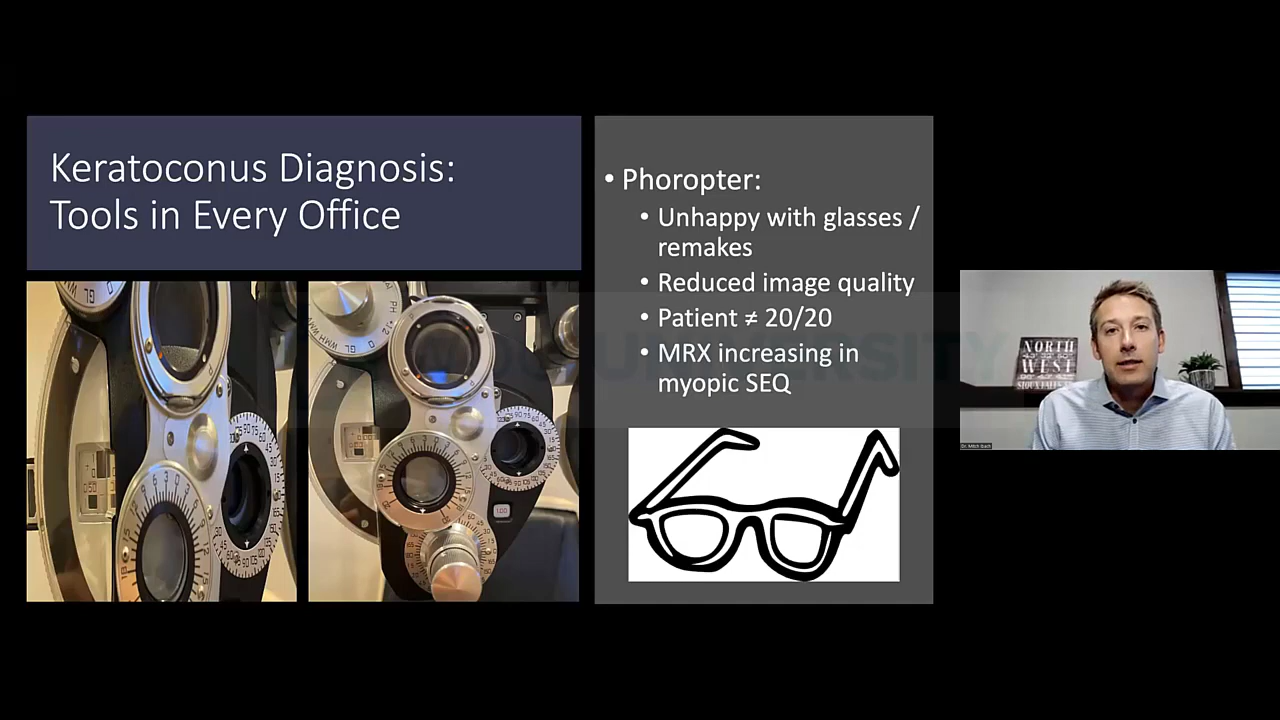 Keratoconus Diagnosis:
Tools in Every Office
• Phoropter:
• Unhappy with glasses /
remakes
• Reduced image quality
• Patient ≠ 20/20
• MRX increasing in
myopic SEQ
UNIVERSITY
NORTH
WEST
SIOUX FALLS
Dr. Mitch Ibach